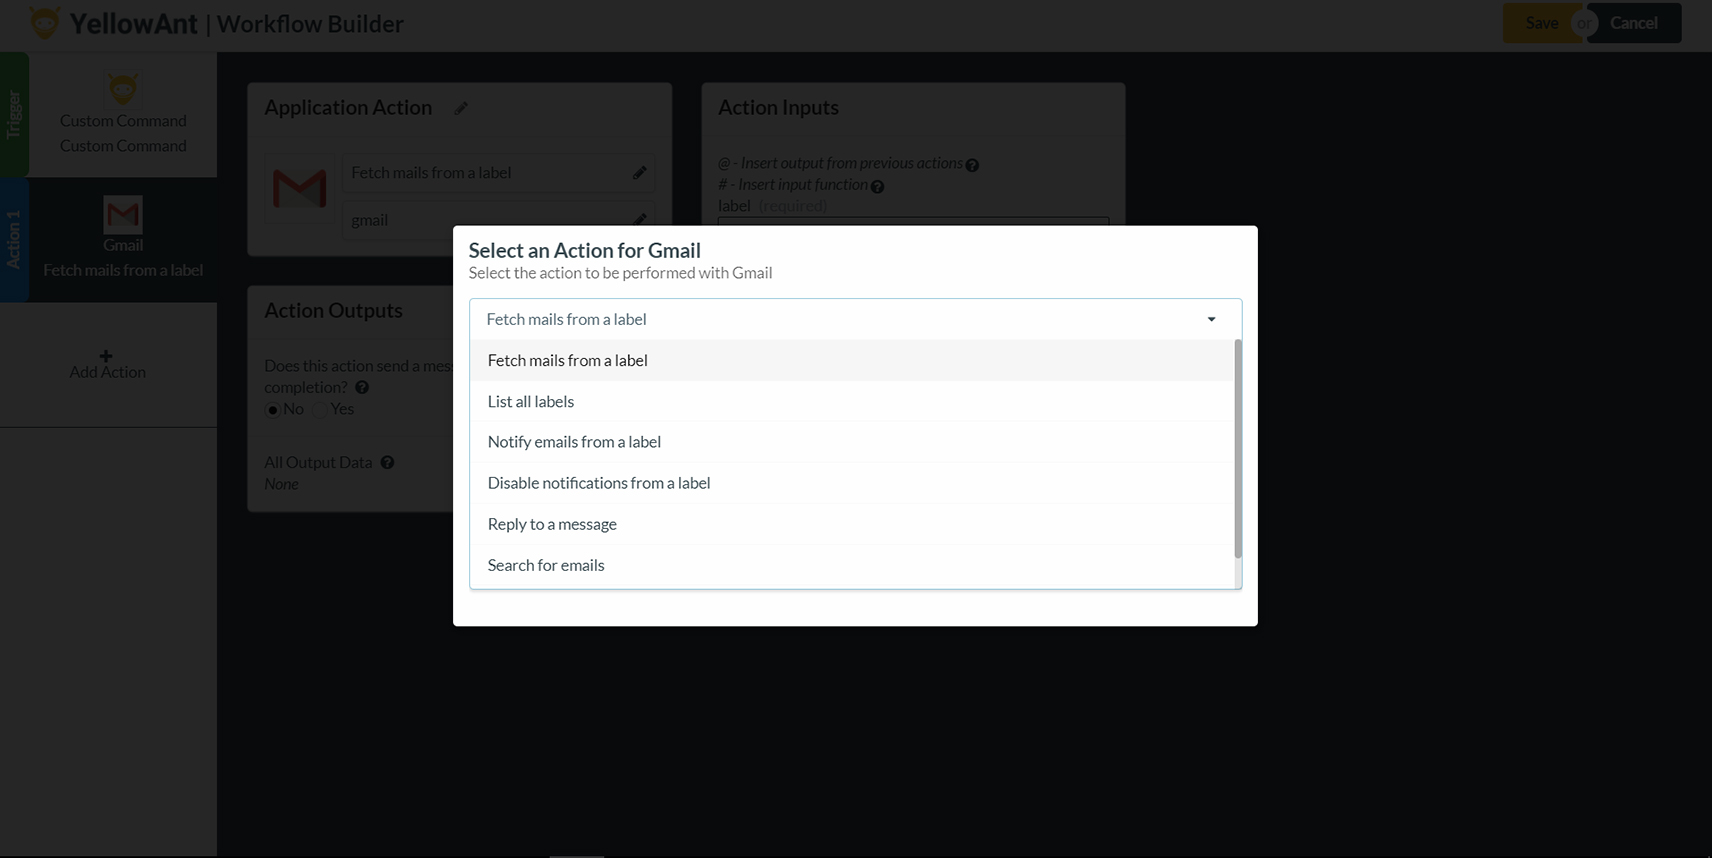 YellowAnt | Workflow Builder
Save or Cancel
Trigger
Custom Command
Custom Command
Action 1
Gmail
Fetch mails from a label
Add Action
Application Action
Fetch mails from a label
gmail
Action Inputs
@ - Insert output from previous actions
# - Insert input function
label (required)
Action Outputs
Does this action send a mes
completion?
No Yes
All Output Data
None
Select an Action for Gmail
Select the action to be performed with Gmail
Fetch mails from a label
Fetch mails from a label
List all labels
Notify emails from a label
Disable notifications from a label
Reply to a message
Search for emails